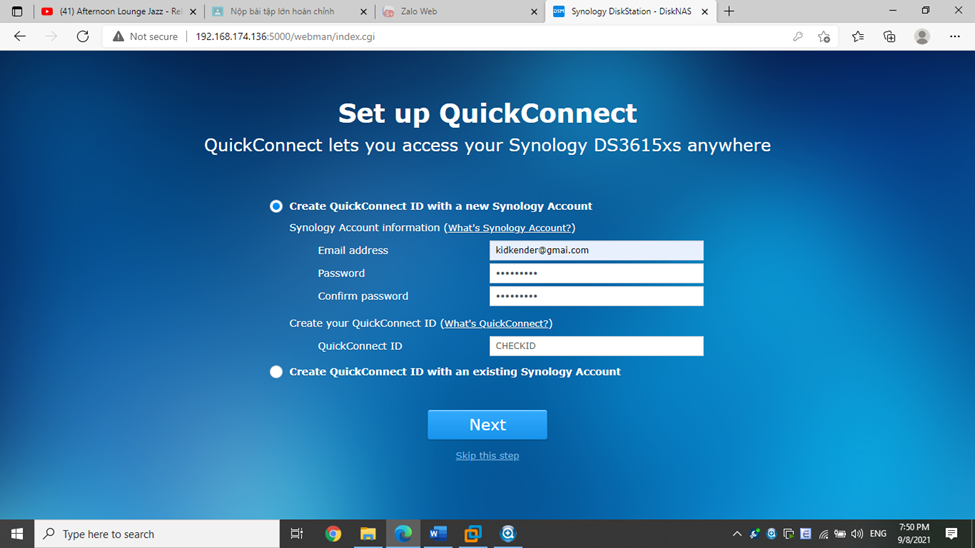 (41) Afternoon Lounge Jazz - Rel
Nộp bài tập lớn hoàn chỉnh
Zalo Web
DSM
Synology DiskStation - DiskNAS
Not secure
192.168.174.136:5000/webman/index.cgi
Set up QuickConnect
QuickConnect lets you access your Synology DS3615xs anywhere
Create QuickConnect ID with a new Synology Account
Synology Account information (What's Synology Account?)
Email address kidkender@gmai.com
Password •••••••••
Confirm password •••••••••
Create your QuickConnect ID (What's QuickConnect?)
QuickConnect ID CHECKID
Create QuickConnect ID with an existing Synology Account
Next
Skip this step
Type here to search
ENG
7:50 PM
9/8/2021